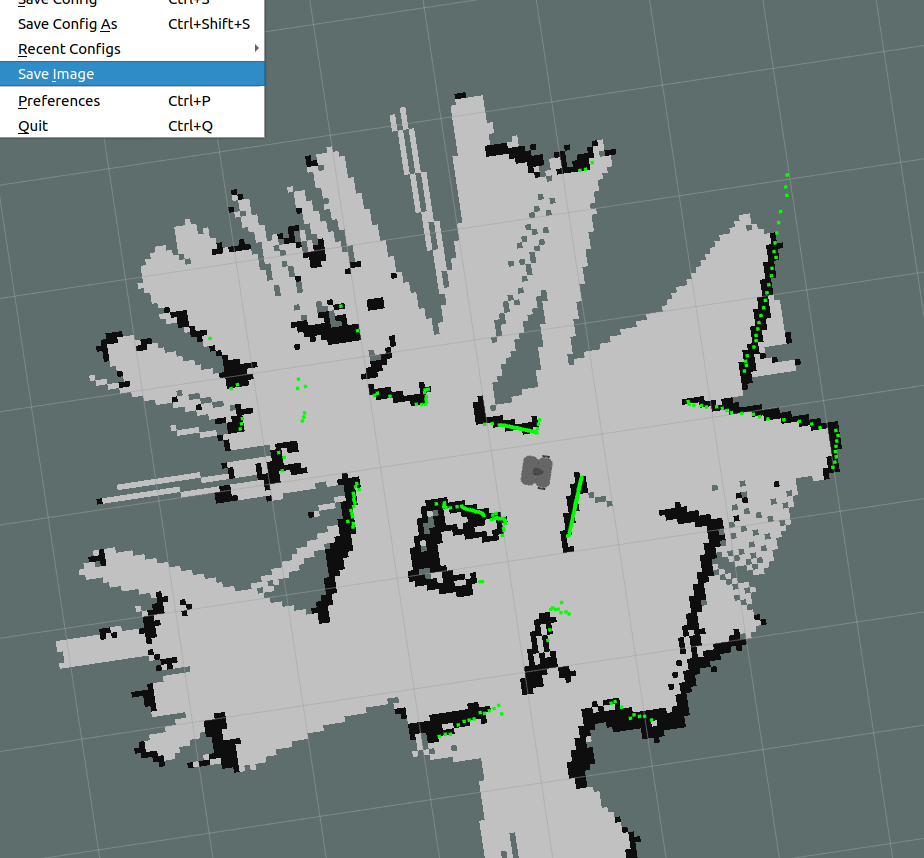 Save Config Ctrl+S
Save Config As Ctrl+Shift+S
Recent Configs
Save Image
Preferences Ctrl+P
Quit Ctrl+Q